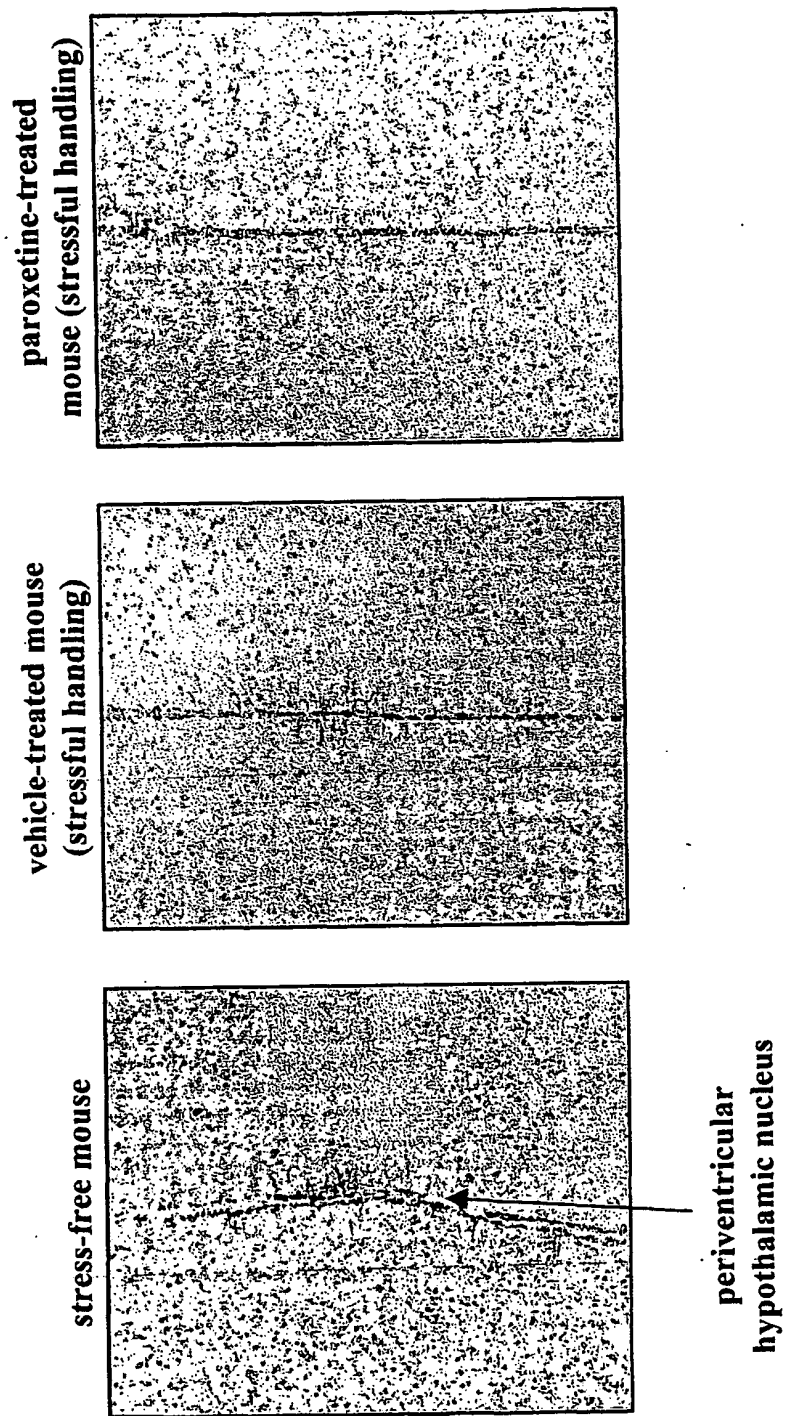 stress-free mouse
vehicle-treated mouse
(stressful handling)
paroxetine-treated
mouse (stressful handling)
periventricular
hypothalamic nucleus